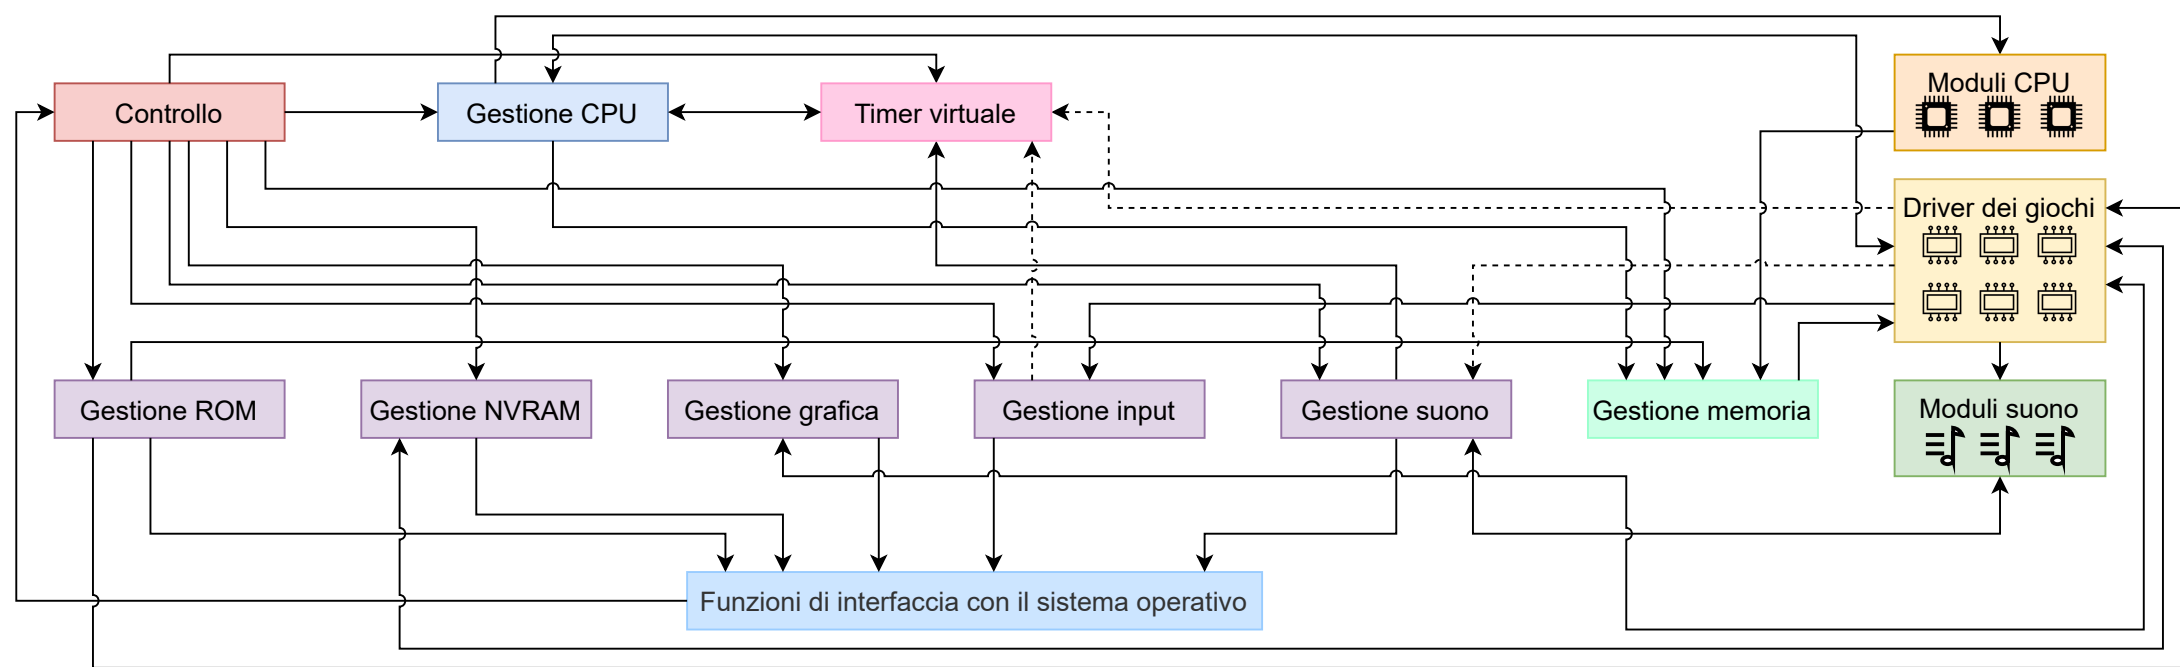 Moduli CPU
Controllo
Gestione CPU
Timer virtuale
Driver dei giochi
Gestione ROM
Gestione NVRAM
Gestione grafica
Gestione input
Gestione suono
Gestione memoria
Moduli suono
Funzioni di interfaccia con il sistema operativo